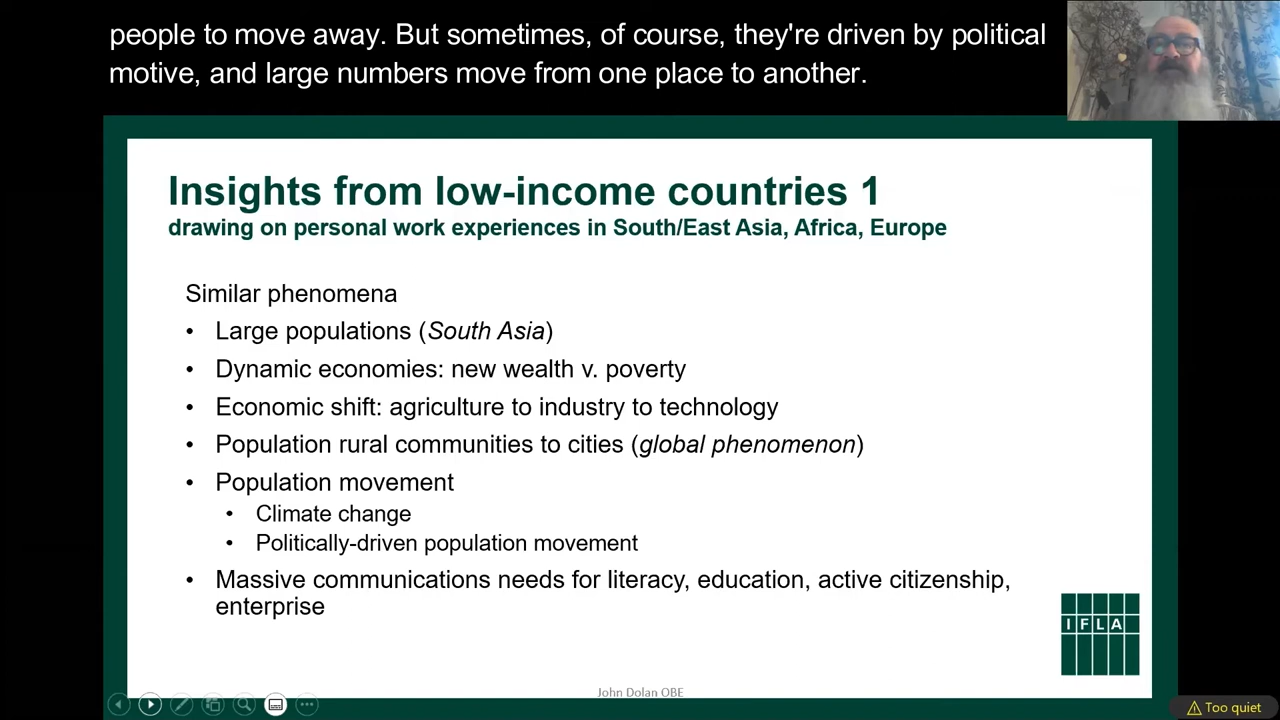 people to move away. But sometimes, of course, they're driven by political
motive, and large numbers move from one place to another.
Insights from low-income countries 1
drawing on personal work experiences in South/East Asia, Africa, Europe
Similar phenomena
• Large populations (South Asia)
• Dynamic economies: new wealth v. poverty
• Economic shift: agriculture to industry to technology
• Population rural communities to cities (global phenomenon)
• Population movement
• Climate change
• Politically-driven population movement
• Massive communications needs for literacy, education, active citizenship,
enterprise
IFLA
John Dolan OBE
Too quiet